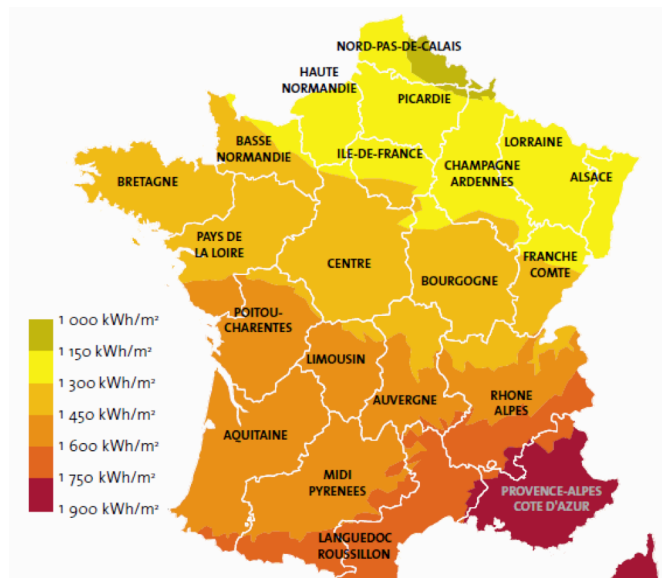 NORD-PAS-DE-CALAIS
HAUTE
NORMANDIE
PICARDIE
BASSE
NORMANDIE
ILE-DE-FRANCE
LORRAINE
CHAMPAGNE
ARDENNES
ALSACE
BRETAGNE
PAYS DE
LA LOIRE
CENTRE
BOURGOGNE
FRANCHE
COMTE
POITOU-
CHARENTES
LIMOUSIN
AUVERGNE
RHONE
ALPES
AQUITAINE
MIDI
PYRENEES
PROVENCE-ALPES
COTE D'AZUR
LANGUEDOC
ROUSSILLON
1 000 kWh/m²
1 150 kWh/m²
1 300 kWh/m²
1 450 kWh/m²
1 600 kWh/m²
1 750 kWh/m²
1 900 kWh/m²